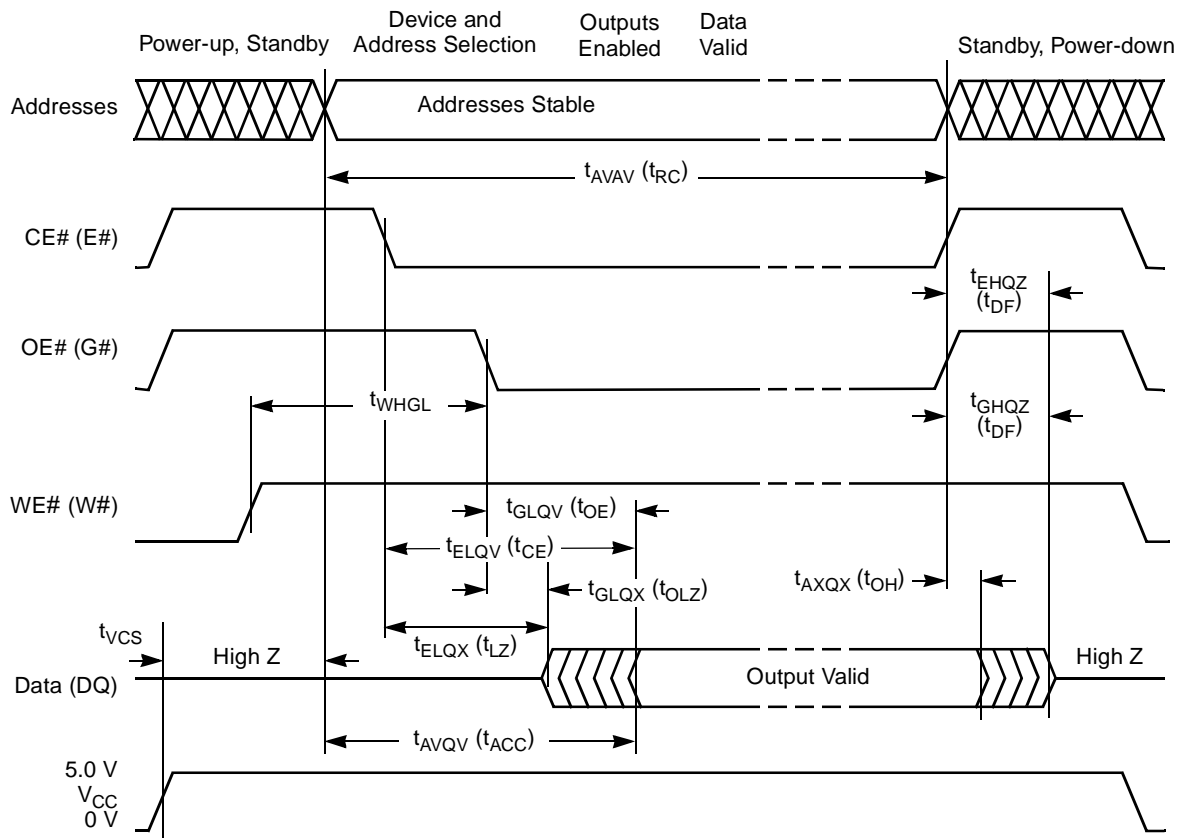 Power-up, Standby
Device and
Address Selection
Outputs
Enabled
Data
Valid
Standby, Power-down
Addresses
Addresses Stable
tAVAV (tRC)
CE# (E#)
tEHQZ
(tDF)
OE# (G#)
tWHGL
tGHQZ
(tDF)
WE# (W#)
tGLQV (tOE)
tELQV (tCE)
tGLQX (tOLZ)
tAXQX (tOH)
tVCS
High Z
tELQX (tLZ)
Data (DQ)
Output Valid
High Z
tAVQV (tACC)
5.0 V
VCC
0 V